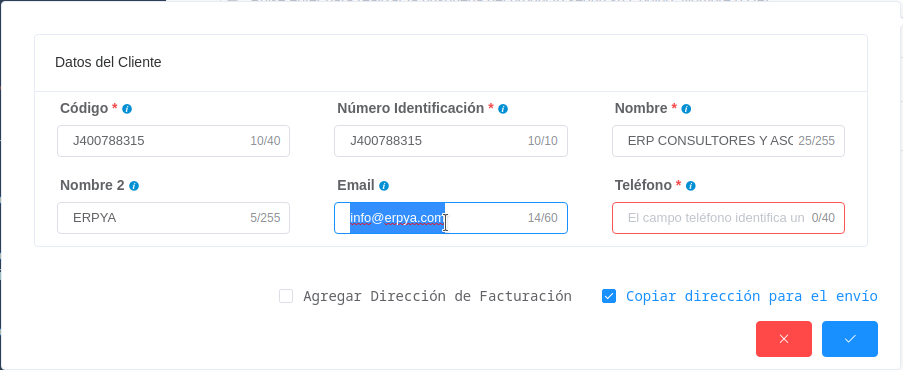 Datos del Cliente
Código * Número Identificación * Nombre *
J400788315 10/40 J400788315 10/10 ERP CONSULTORES Y ASC 25/255
Nombre 2 Email Teléfono *
ERPYA 5/255 info@erpya.com 14/60 El campo teléfono identifica un 0/40
Agregar Dirección de Facturación Copiar dirección para el envío